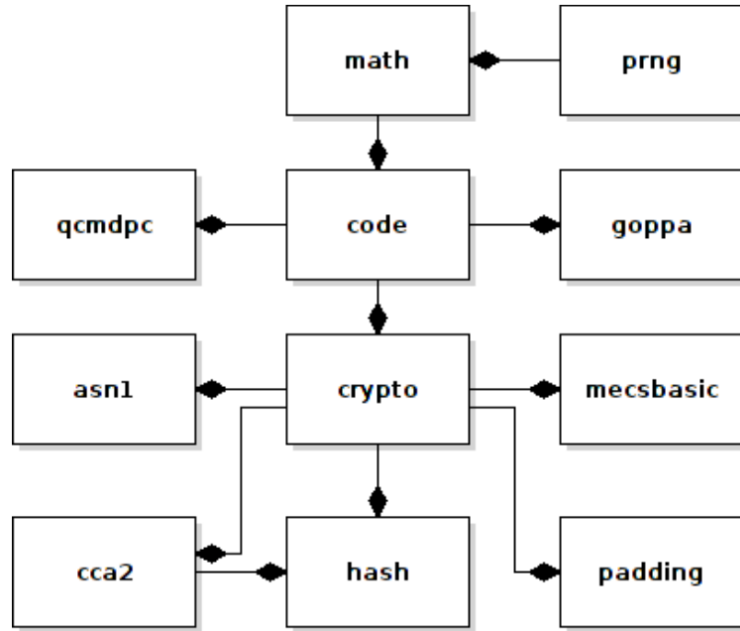 math
prng
qcmdpc
code
goppa
asn1
crypto
mecsbasic
cca2
hash
padding